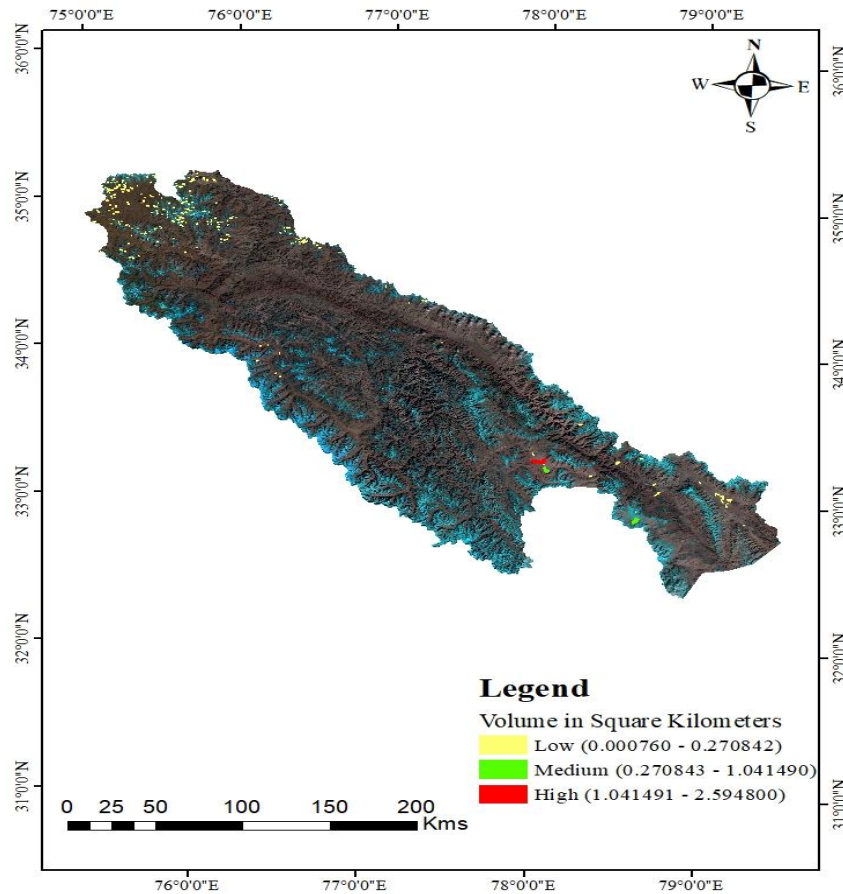 75°0'0"E 76°0'0"E 77°0'0"E 78°0'0"E 79°0'0"E
36°0'0"N
36°0'0"N
N
W E
S
35°0'0"N
35°0'0"N
34°0'0"N
34°0'0"N
33°0'0"N
33°0'0"N
32°0'0"N
32°0'0"N
31°0'0"N
31°0'0"N
Legend
Volume in Square Kilometers
Low (0.000760 - 0.270842)
Medium (0.270843 - 1.041490)
High (1.041491 - 2.594800)
0 25 50 100 150 200
Kms
76°0'0"E 77°0'0"E 78°0'0"E 79°0'0"E